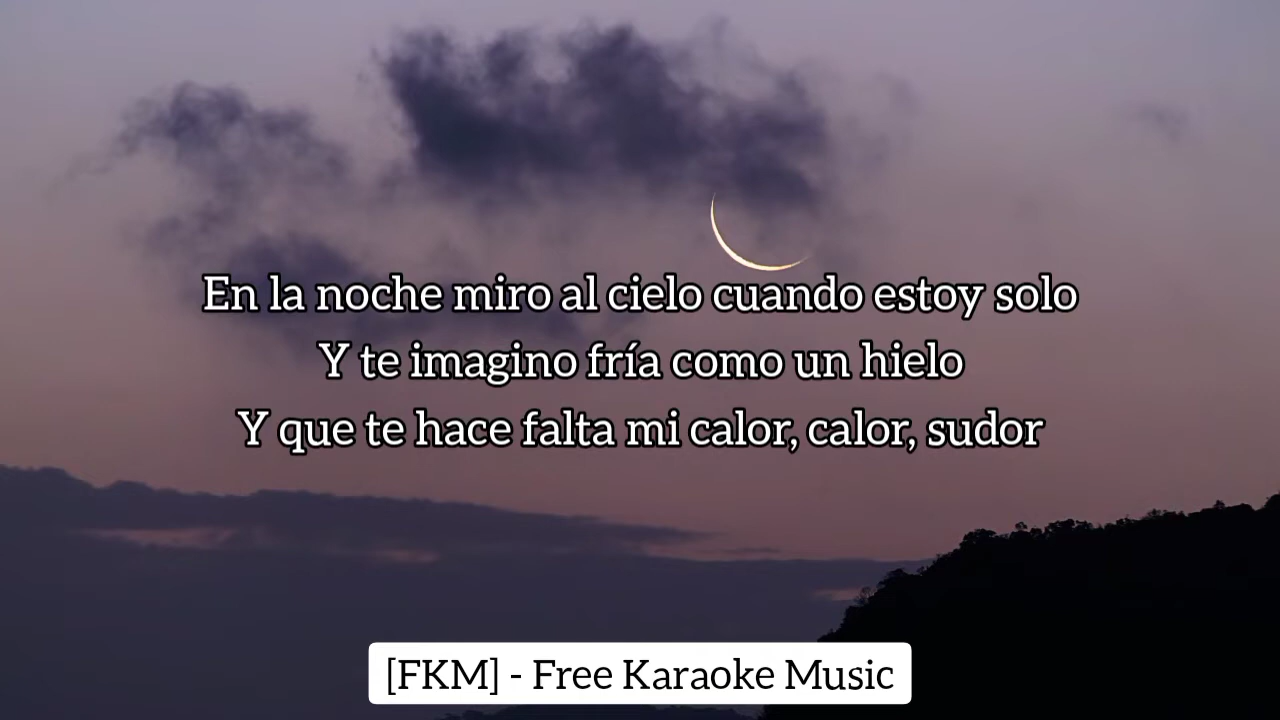 En la noche miro al cielo cuando estoy solo
Y te imagino fría como un hielo
Y que te hace falta mi calor, calor, sudor
[FKM] - Free Karaoke Music